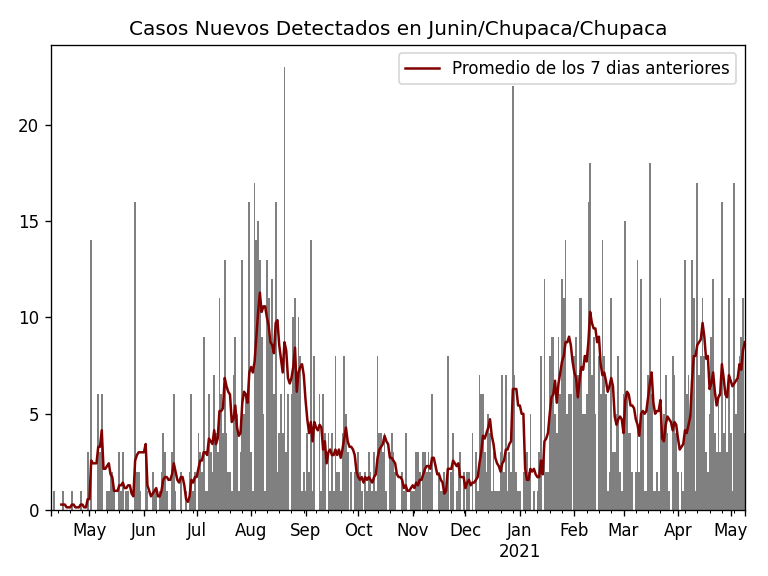 Casos Nuevos Detectados en Junin/Chupaca/Chupaca
Promedio de los 7 dias anteriores
20
15
10
5
0
May Jun Jul Aug Sep Oct Nov Dec Jan Feb Mar Apr May
2021